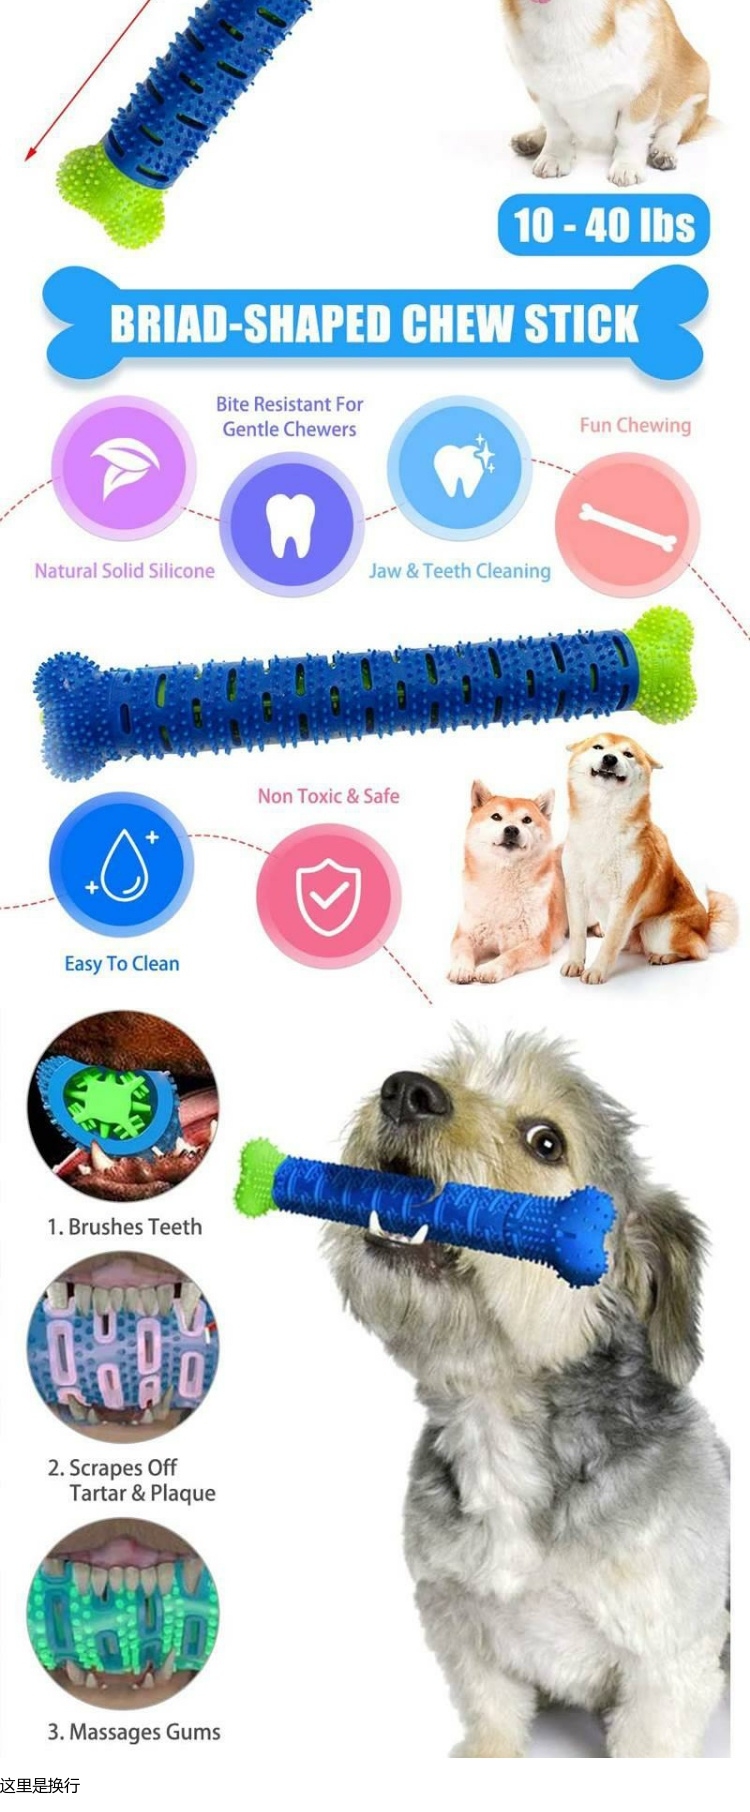 10 - 40 lbs
BRIAD-SHAPED CHEW STICK
Bite Resistant For
Gentle Chewers
Fun Chewing
Natural Solid Silicone
Jaw & Teeth Cleaning
Non Toxic & Safe
Easy To Clean
1. Brushes Teeth
2. Scrapes Off
Tartar & Plaque
3. Massages Gums
这里是换行